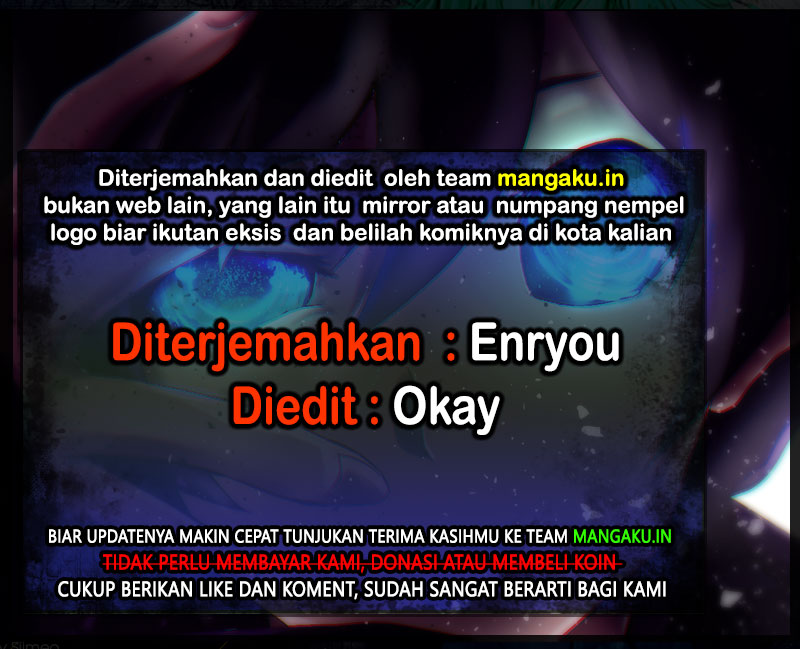 Diterjemahkan dan diedit oleh team mangaku.in
bukan web lain, yang lain itu mirror atau numpang nempel
logo biar ikutan eksis dan belilah komiknya di kota kalian
Diterjemahkan : Enryou
Diedit : Okay
BIAR UPDATENYA MAKIN CEPAT TUNJUKAN TERIMA KASIHMU KE TEAM MANGAKU.IN
TIDAK PERLU MEMBAYAR KAMI, DONASI ATAU MEMBELI KOIN
CUKUP BERIKAN LIKE DAN KOMENT, SUDAH SANGAT BERARTI BAGI KAMI